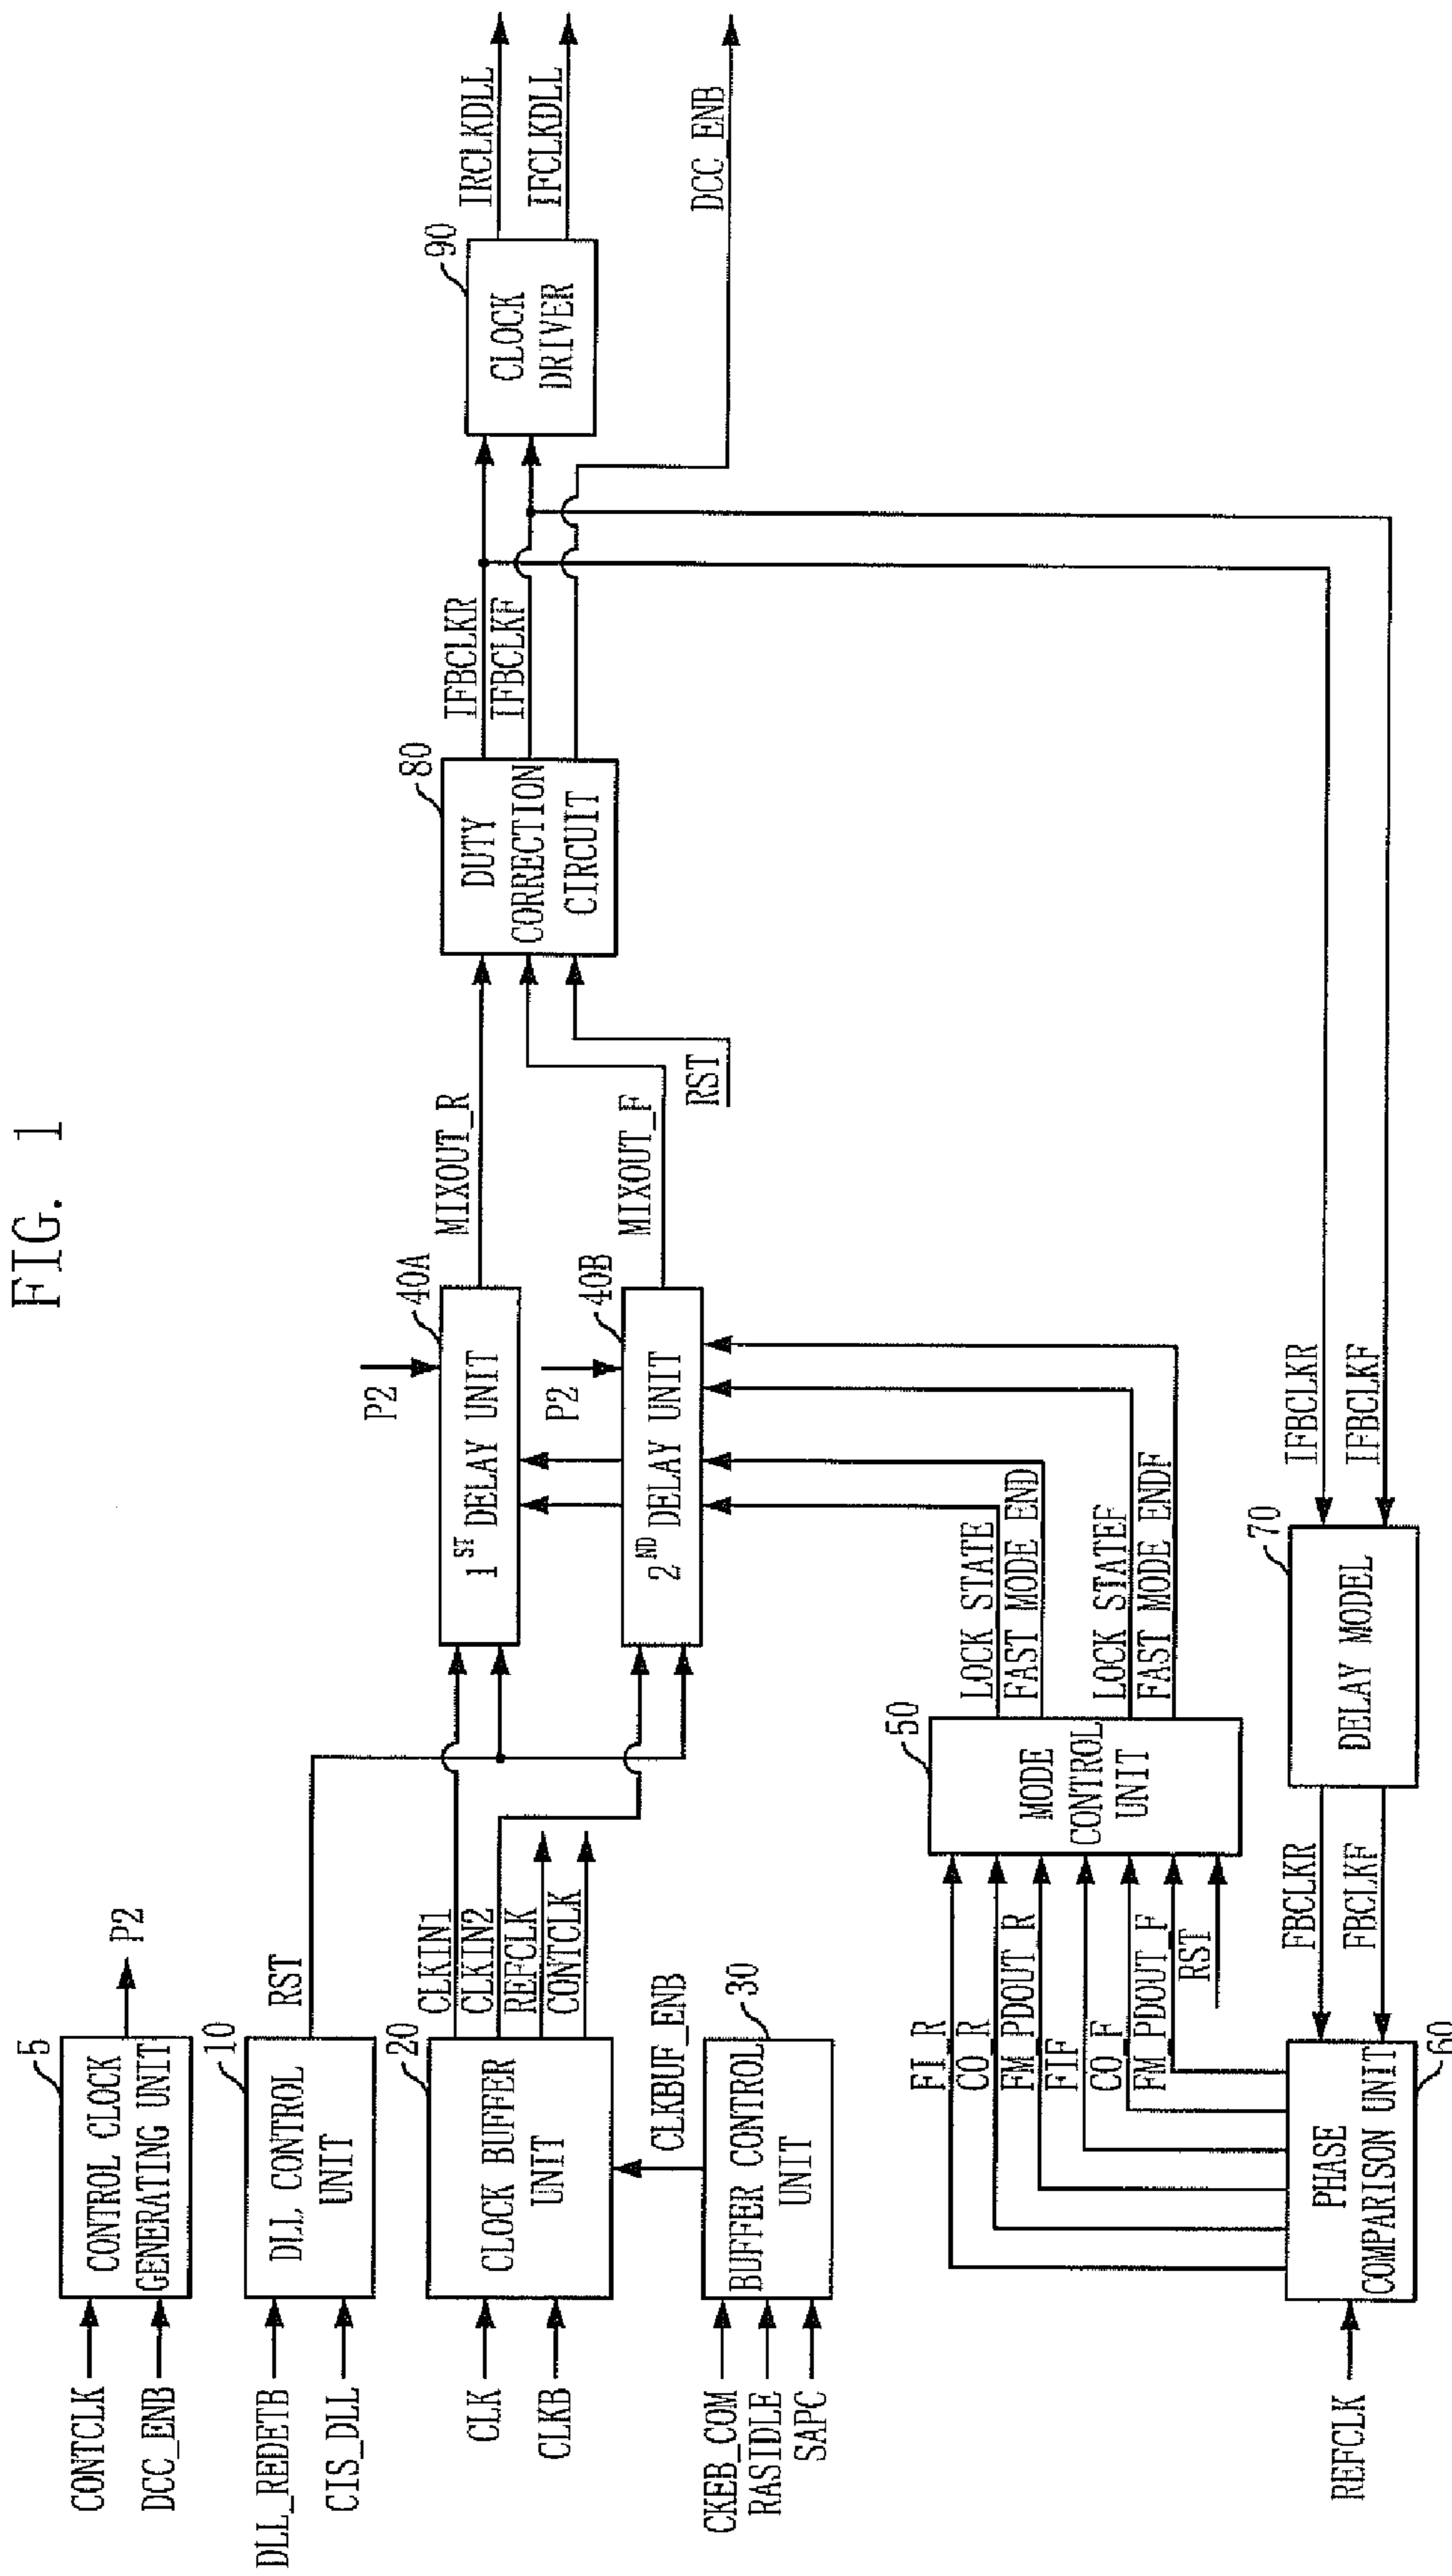 FIG. 1
CONTCLK
DCC_ENB
5
CONTROL CLOCK
GENERATING UNIT
P2
DLL_REDETB
CIS_DLL
10
DLL CONTROL
UNIT
RST
CLK
CLKB
20
CLOCK BUFFER
UNIT
CLKIN1
CLKIN2
REFCLK
CONTCLK
CLKBUF_ENB
CKEB_COM
RASIDLE
SAPC
30
BUFFER CONTROL
UNIT
P2
40A
1ST DELAY UNIT
MIXOUT_R
P2
40B
2ND DELAY UNIT
MIXOUT_F
RST
80
DUTY
CORRECTION
CIRCUIT
IFBCLKR
IFBCLKF
90
CLOCK
DRIVER
IRCLKDLL
IFCLKDLL
DCC_ENB
FI_R
CO_R
FM_PDOUT_R
FIF
CO_F
FM_PDOUT_F
RST
50
MODE
CONTROL
UNIT
LOCK STATE
FAST MODE END
LOCK STATEF
FAST MODE ENDF
REFCLK
PHASE
COMPARISON UNIT
60
FBCLKR
FBCLKF
70
DELAY MODEL
IFBCLKR
IFBCLKF